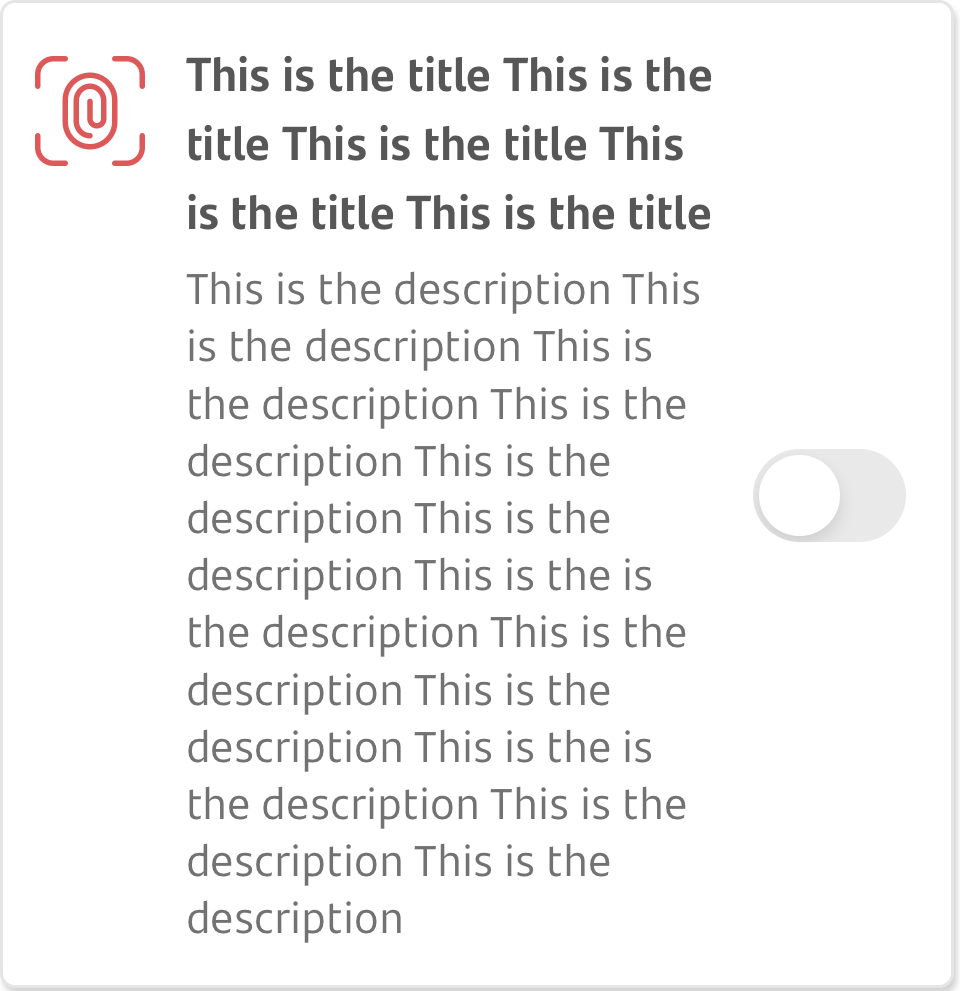 This is the title This is the
title This is the title This
is the title This is the title
This is the description This
is the description This is
the description This is the
description This is the
description This is the
description This is the is
the description This is the
description This is the
description This is the is
the description This is the
description This is the
description